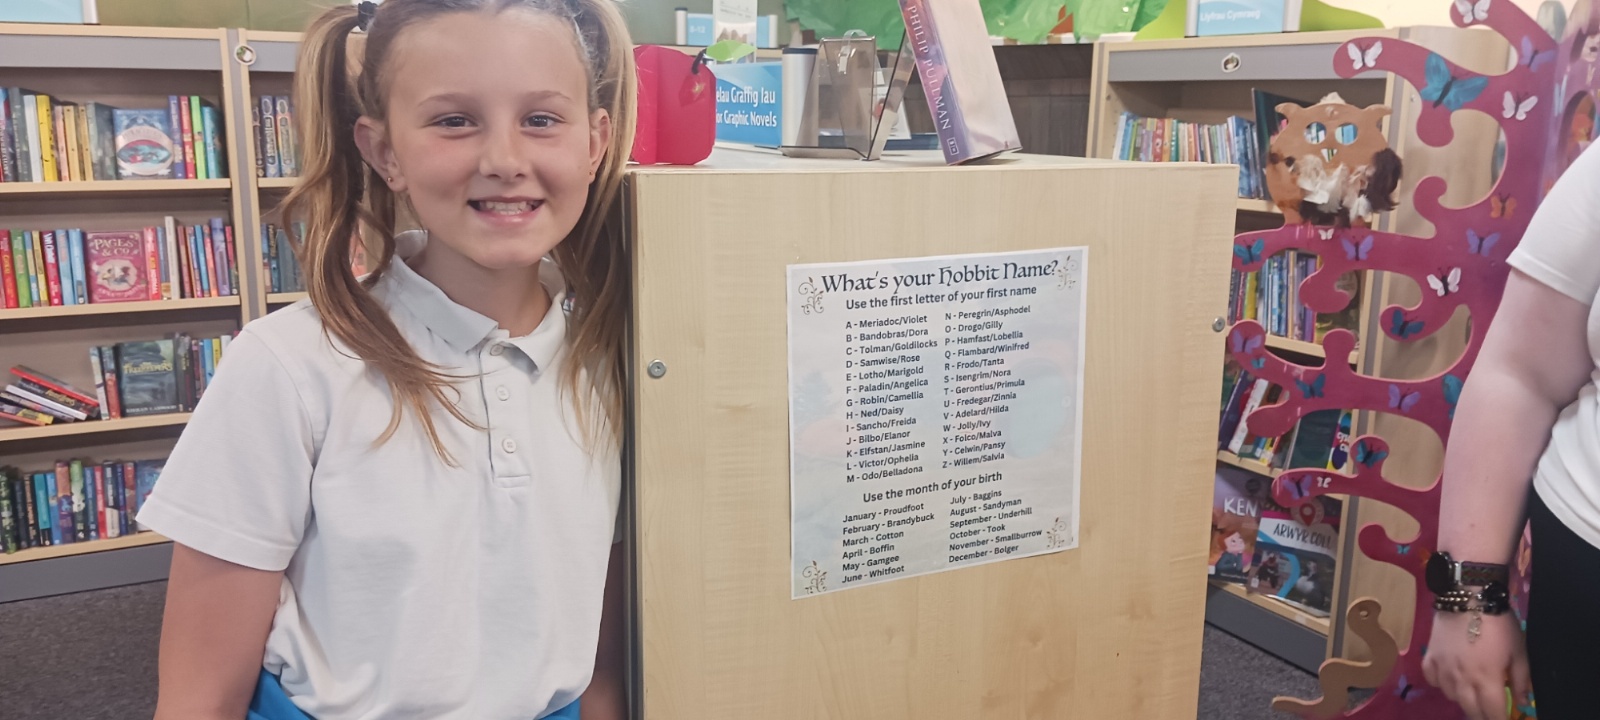 What's your Hobbit Name?
Use the first letter of your first name
A - Meriadoc/Violet
B - Bandobras/Dora
C - Tolman/Goldilocks
D - Samwise/Rose
E - Lotho/Marigold
F - Paladin/Angelica
G - Robin/Camellia
H - Ned/Daisy
I - Sancho/Freida
J - Bilbo/Elanor
K - Elfstan/Jasmine
L - Victor/Ophelia
M - Odo/Belladona
N - Peregrin/Asphodel
O - Drogo/Gilly
P - Hamfast/Lobellia
Q - Flambard/Winifred
R - Frodo/Tanta
S - Isengrim/Nora
T - Gerontius/Primula
U - Fredegar/Zinnia
V - Adelard/Hilda
W - Jolly/Ivy
X - Folco/Malva
Y - Celwin/Pansy
Z - Willem/Salvia
Use the month of your birth
January - Proudfoot
February - Brandybuck
March - Cotton
April - Boffin
May - Gamgee
June - Whitfoot
July - Baggins
August - Sandyman
September - Underhill
October - Took
November - Smallburrow
December - Bolger
PHILIP PULLMAN
Graffig Iau
Graphic Novels
Llyfrau Cymraeg
8-12
PAGES & CO
KEN
ARWYR